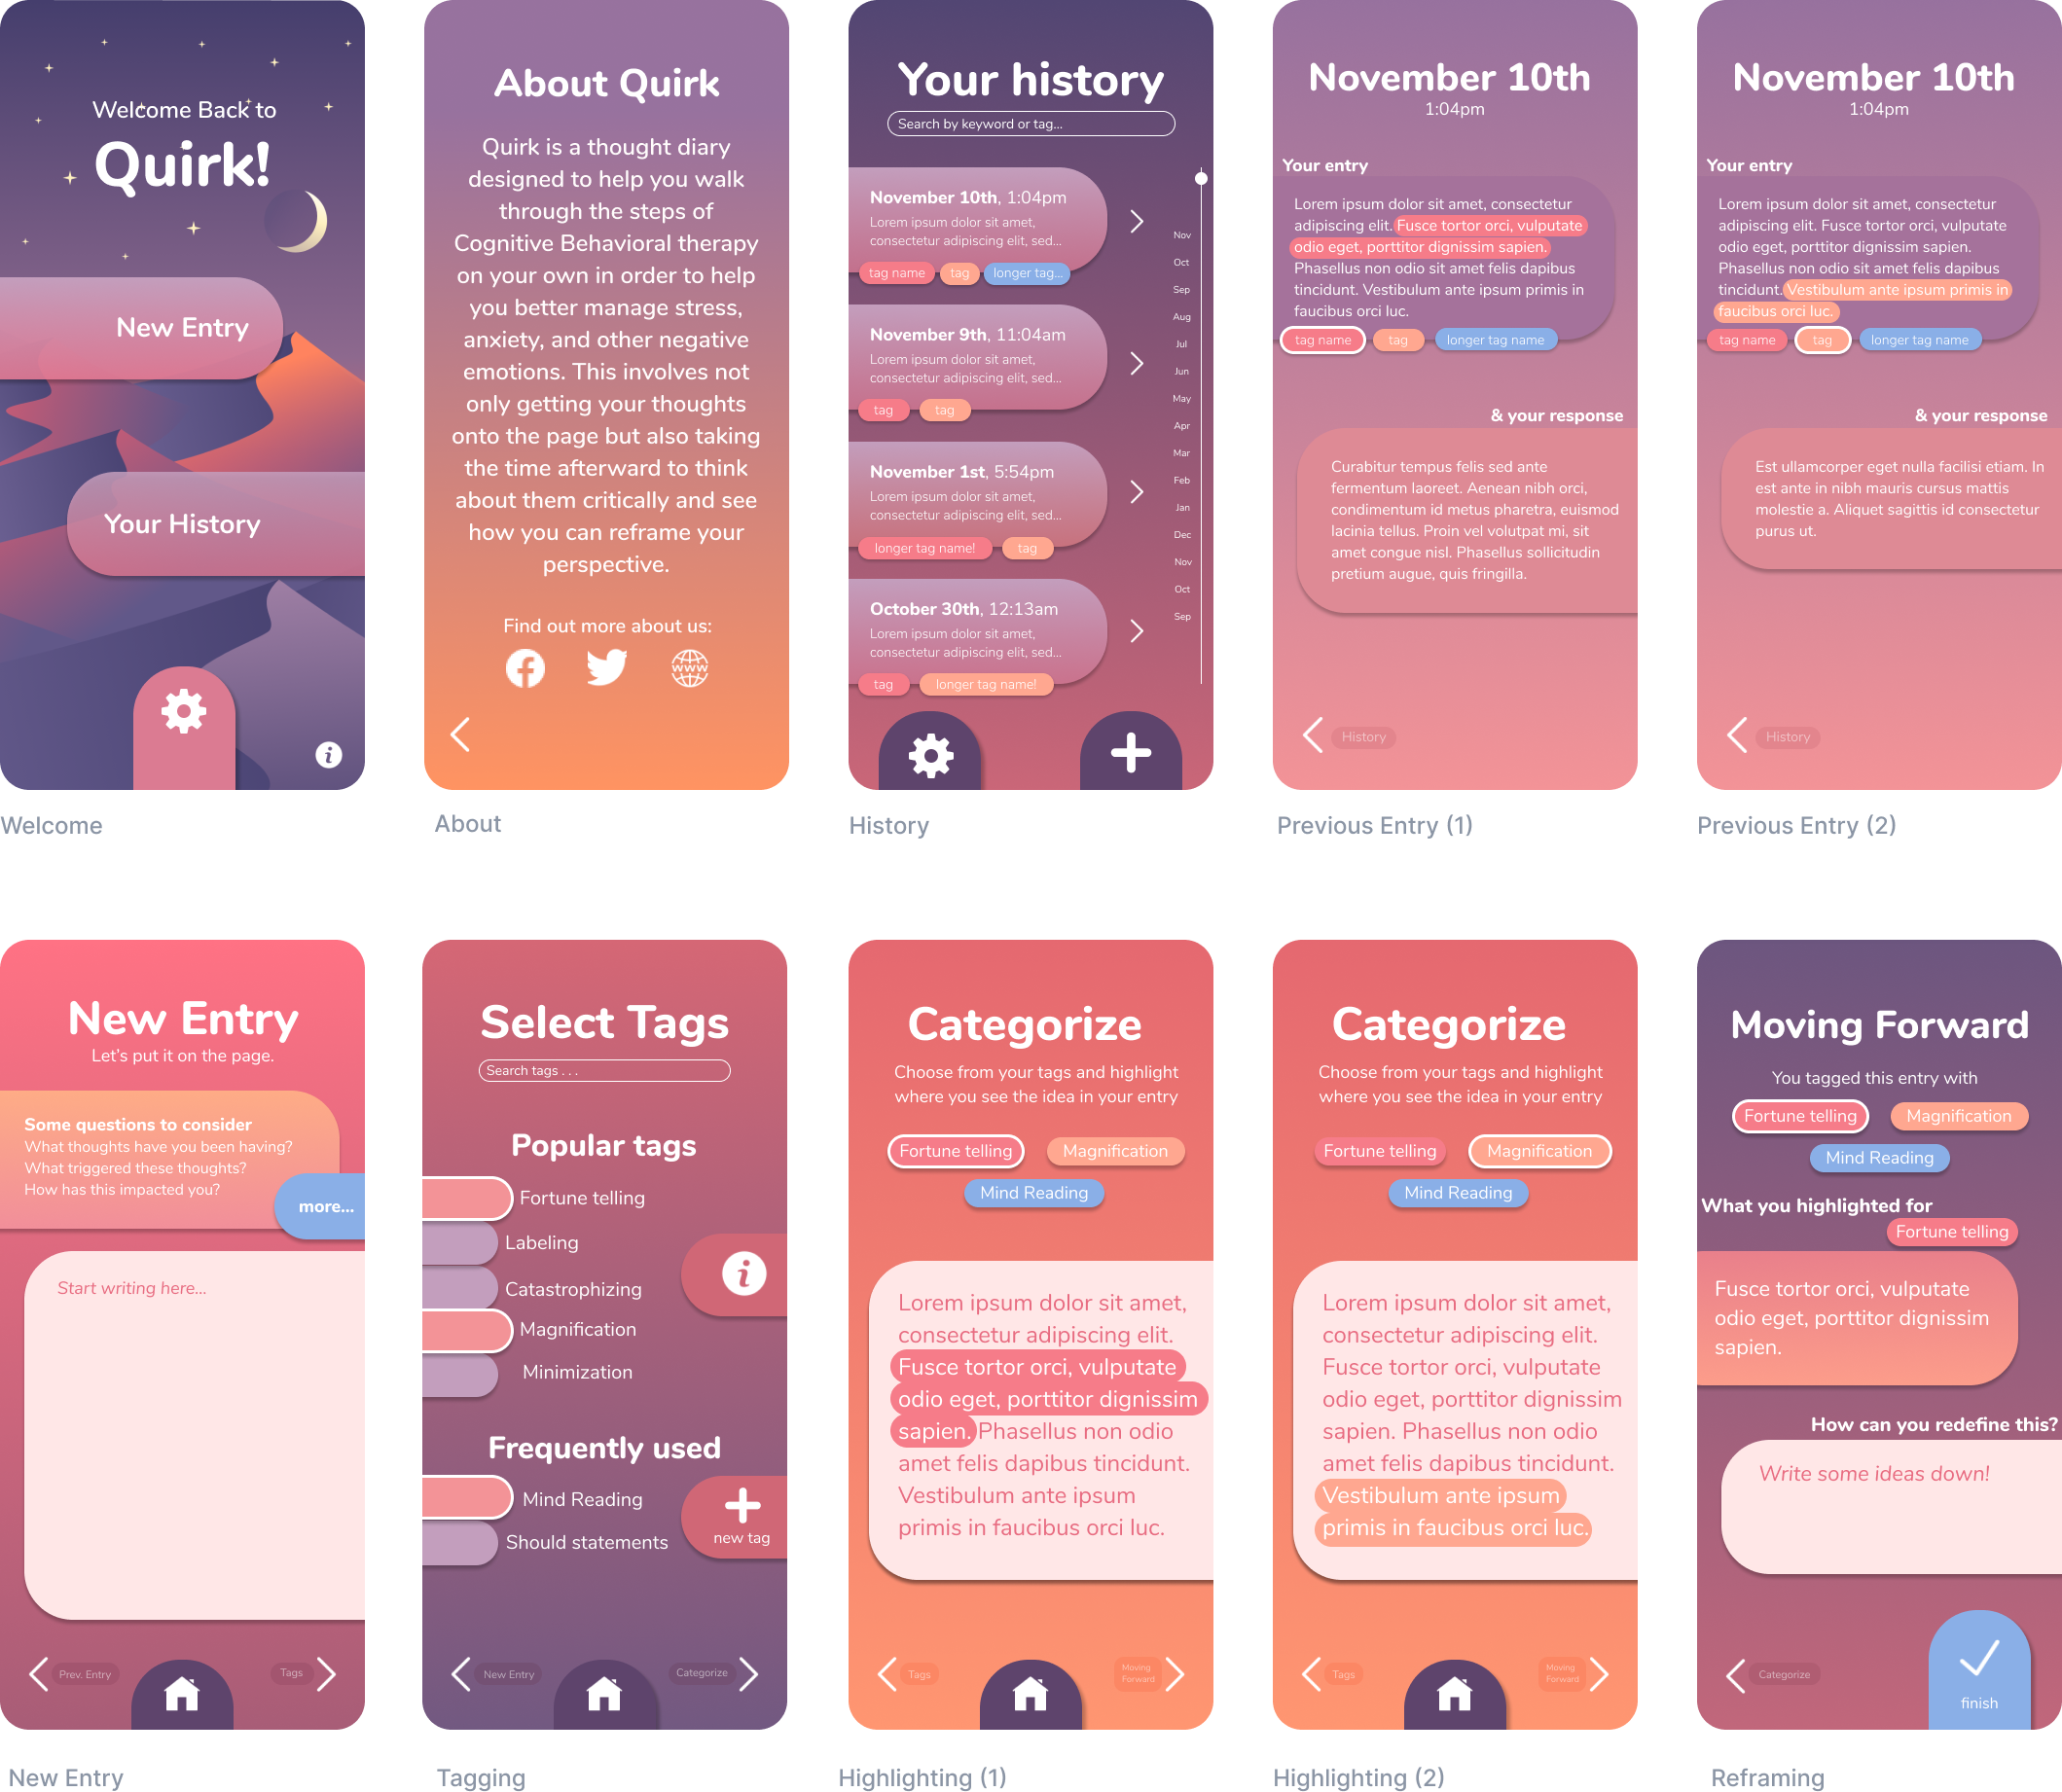 Welcome Back to
Quirk!
New Entry
Your History
Welcome
About Quirk
Quirk is a thought diary
designed to help you walk
through the steps of
Cognitive Behavioral therapy
on your own in order to help
you better manage stress,
anxiety, and other negative
emotions. This involves not
only getting your thoughts
onto the page but also taking
the time afterward to think
about them critically and see
how you can reframe your
perspective.
Find out more about us:
www
About
Your history
Search by keyword or tag...
November 10th, 1:04pm
Lorem ipsum dolor sit amet,
consectetur adipiscing elit, sed...
tag name tag longer tag...
November 9th, 11:04am
Lorem ipsum dolor sit amet,
consectetur adipiscing elit, sed...
tag tag
November 1st, 5:54pm
Lorem ipsum dolor sit amet,
consectetur adipiscing elit, sed...
longer tag name! tag
October 30th, 12:13am
Lorem ipsum dolor sit amet,
consectetur adipiscing elit, sed...
tag longer tag name!
Nov
Oct
Sep
Aug
Jul
Jun
May
Apr
Mar
Feb
Jan
Dec
Nov
Oct
Sep
History
November 10th
1:04pm
Your entry
Lorem ipsum dolor sit amet, consectetur
adipiscing elit. Fusce tortor orci, vulputate
odio eget, porttitor dignissim sapien.
Phasellus non odio sit amet felis dapibus
tincidunt. Vestibulum ante ipsum primis in
faucibus orci luc.
tag name tag longer tag name
& your response
Curabitur tempus felis sed ante
fermentum laoreet. Aenean nibh orci,
condimentum id metus pharetra, euismod
lacinia tellus. Proin vel volutpat mi, sit
amet congue nisl. Phasellus sollicitudin
pretium augue, quis fringilla.
History
Previous Entry (1)
November 10th
1:04pm
Your entry
Lorem ipsum dolor sit amet, consectetur
adipiscing elit. Fusce tortor orci, vulputate
odio eget, porttitor dignissim sapien.
Phasellus non odio sit amet felis dapibus
tincidunt. Vestibulum ante ipsum primis in
faucibus orci luc.
tag name tag longer tag name
& your response
Est ullamcorper eget nulla facilisi etiam. In
est ante in nibh mauris cursus mattis
molestie a. Aliquet sagittis id consectetur
purus ut.
History
Previous Entry (2)
New Entry
Let's put it on the page.
Some questions to consider
What thoughts have you been having?
What triggered these thoughts?
How has this impacted you?
more...
Start writing here...
Prev. Entry
Tags
New Entry
Select Tags
Search tags . . .
Popular tags
Fortune telling
Labeling
Catastrophizing
Magnification
Minimization
Frequently used
Mind Reading
Should statements
new tag
New Entry
Categorize
Tagging
Categorize
Choose from your tags and highlight
where you see the idea in your entry
Fortune telling Magnification
Mind Reading
Lorem ipsum dolor sit amet,
consectetur adipiscing elit.
Fusce tortor orci, vulputate
odio eget, porttitor dignissim
sapien. Phasellus non odio
amet felis dapibus tincidunt.
Vestibulum ante ipsum
primis in faucibus orci luc.
Tags
Moving
Forward
Highlighting (1)
Categorize
Choose from your tags and highlight
where you see the idea in your entry
Fortune telling Magnification
Mind Reading
Lorem ipsum dolor sit amet,
consectetur adipiscing elit.
Fusce tortor orci, vulputate
odio eget, porttitor dignissim
sapien. Phasellus non odio
amet felis dapibus tincidunt.
Vestibulum ante ipsum
primis in faucibus orci luc.
Tags
Moving
Forward
Highlighting (2)
Moving Forward
You tagged this entry with
Fortune telling Magnification
Mind Reading
What you highlighted for
Fortune telling
Fusce tortor orci, vulputate
odio eget, porttitor dignissim
sapien.
How can you redefine this?
Write some ideas down!
Categorize
finish
Reframing